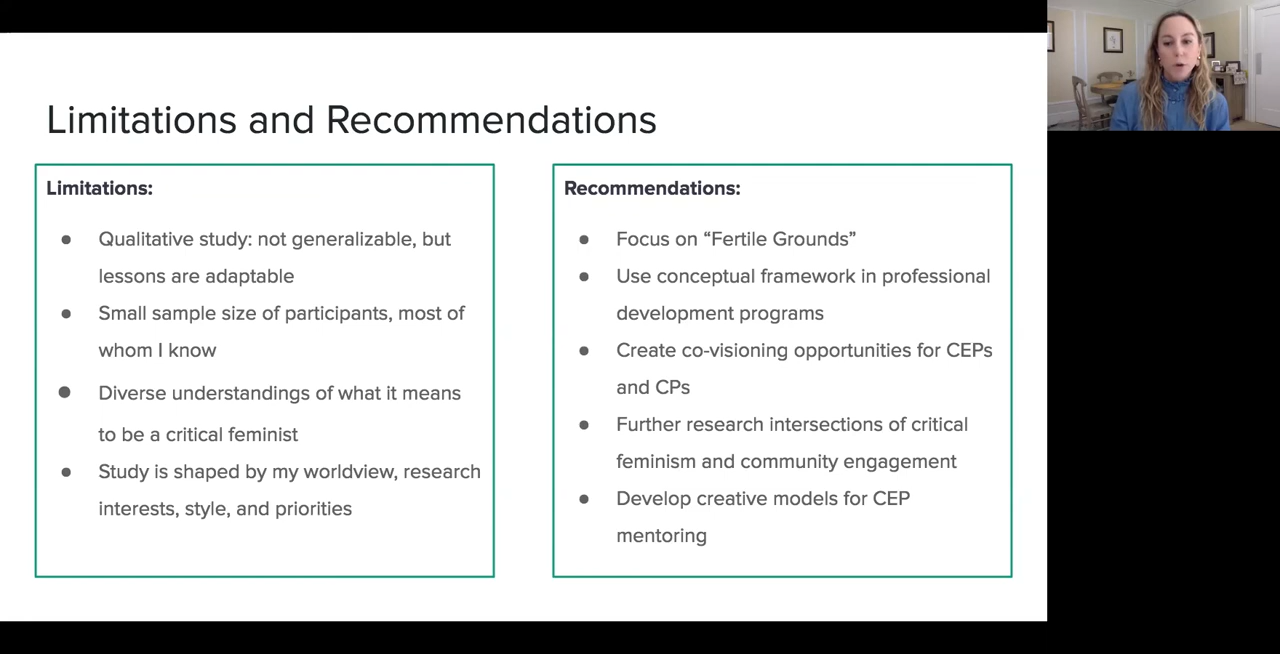 Limitations and Recommendations
Limitations:
● Qualitative study: not generalizable, but
lessons are adaptable
● Small sample size of participants, most of
whom I know
● Diverse understandings of what it means
to be a critical feminist
● Study is shaped by my worldview, research
interests, style, and priorities
Recommendations:
● Focus on “Fertile Grounds”
● Use conceptual framework in professional
development programs
● Create co-visioning opportunities for CEPs
and CPs
● Further research intersections of critical
feminism and community engagement
● Develop creative models for CEP
mentoring